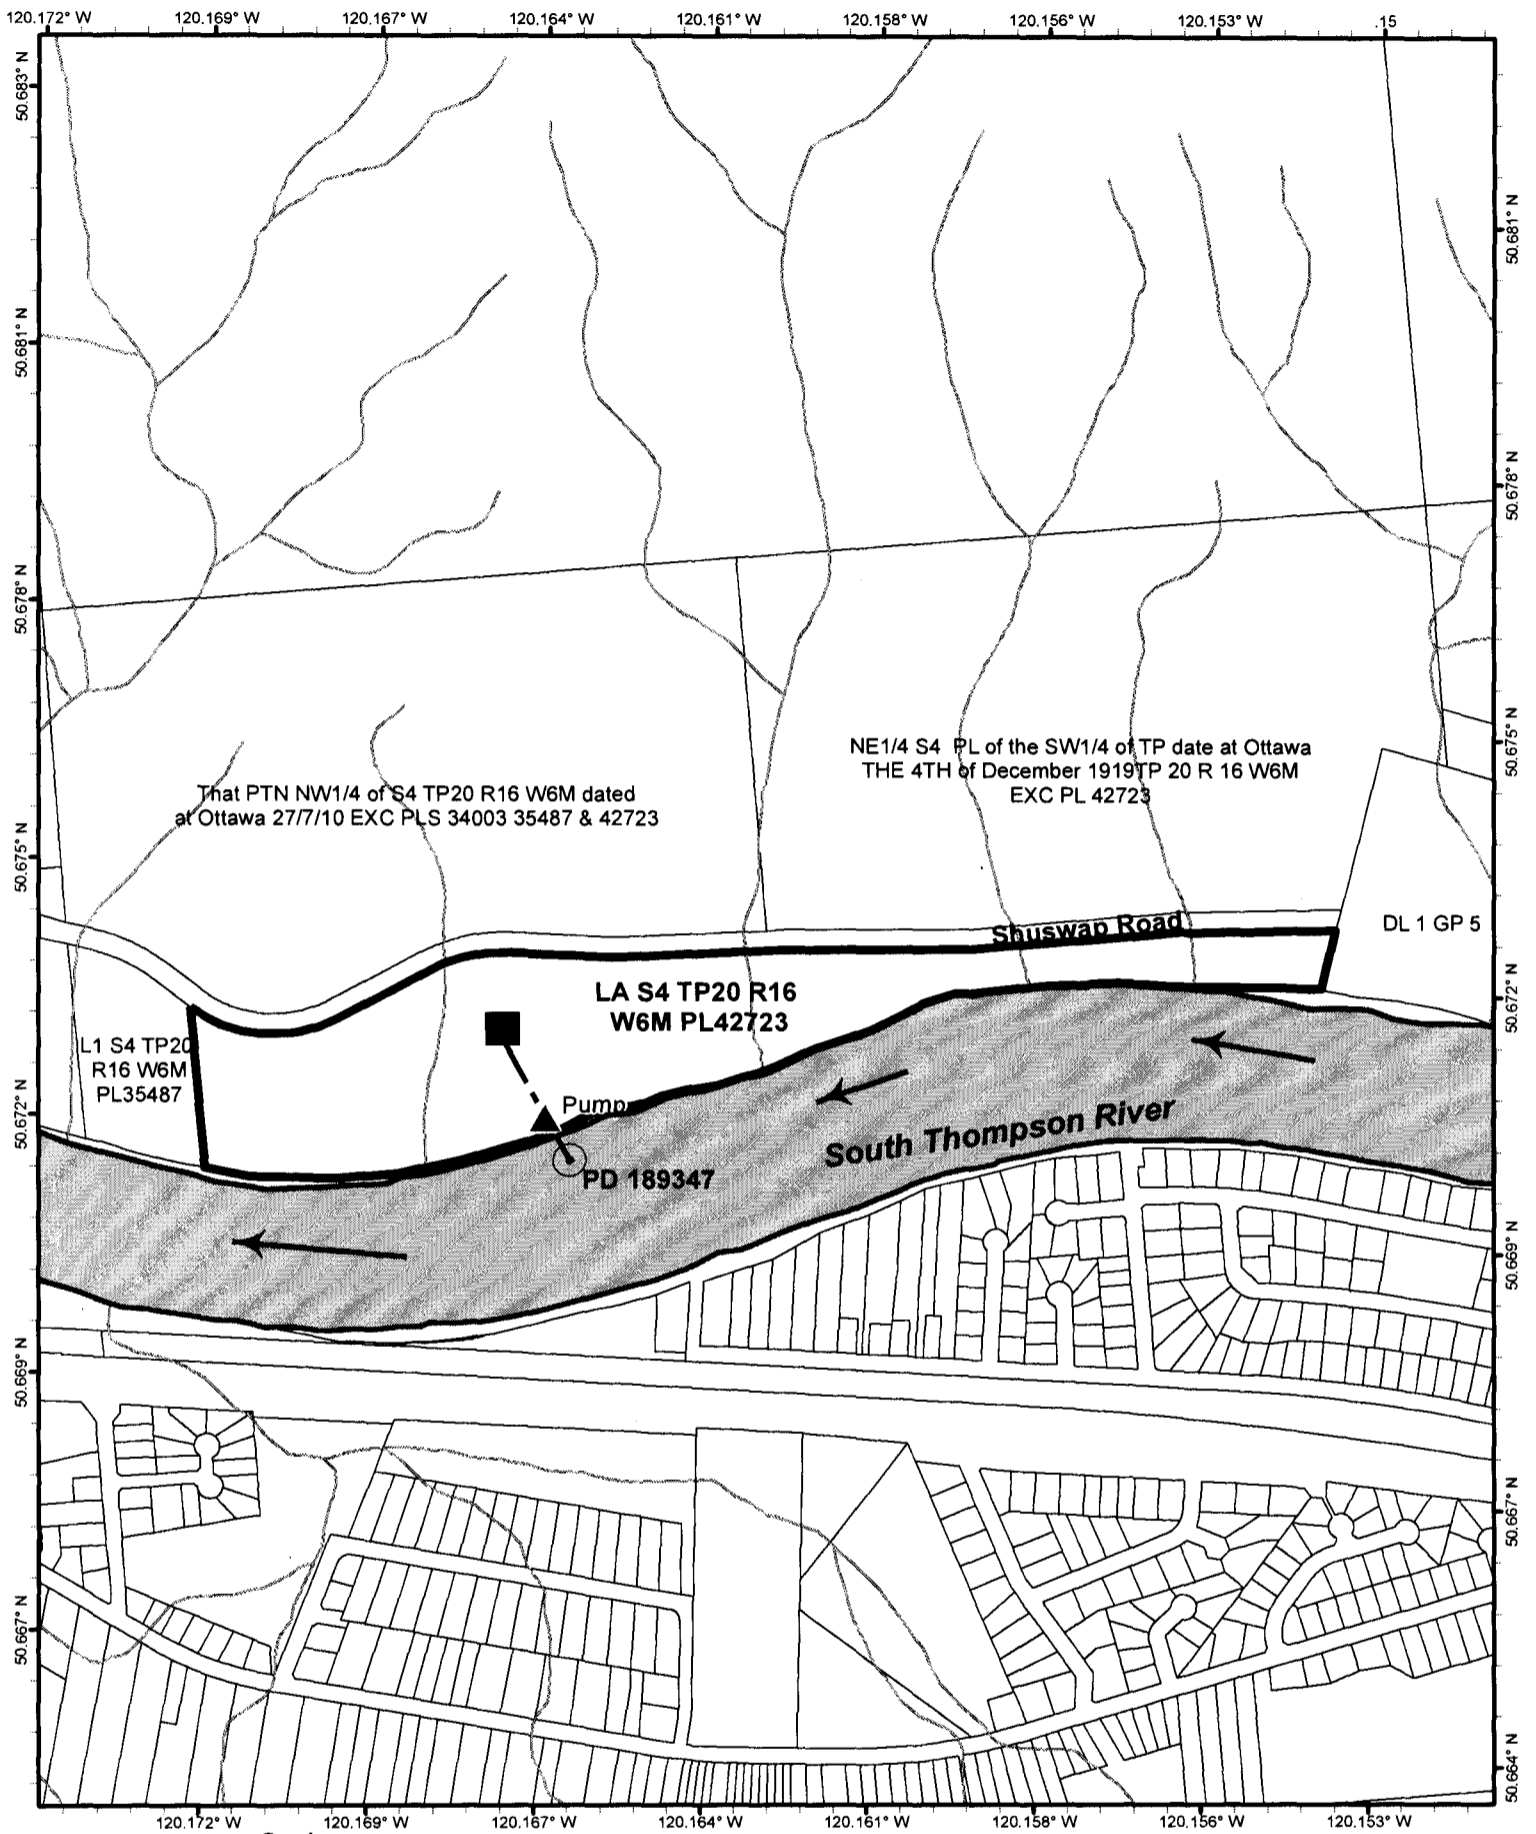 120.172° W 120.169° W 120.167° W 120.164° W 120.161° W 120.158° W 120.156° W 120.153° W .15
50.683° N
50.681° N
50.681° N
50.678° N
50.678° N
50.675° N
NE1/4 S4 PL of the SW1/4 of TP date at Ottawa
THE 4TH of December 1919TP 20 R 16 W6M
EXC PL 42723
That PTN NW1/4 of S4 TP20 R16 W6M dated
at Ottawa 27/7/10 EXC PLS 34003 35487 & 42723
50.675° N
Shuswap Road
DL 1 GP 5
LA S4 TP20 R16
W6M PL42723
50.672° N
L1 S4 TP20
R16 W6M
PL35487
Pump
50.672° N
South Thompson River
PD 189347
50.669° N
50.669° N
50.667° N
50.667° N
50.664° N
120.172° W 120.169° W 120.167° W 120.164° W 120.161° W 120.158° W 120.156° W 120.153° W